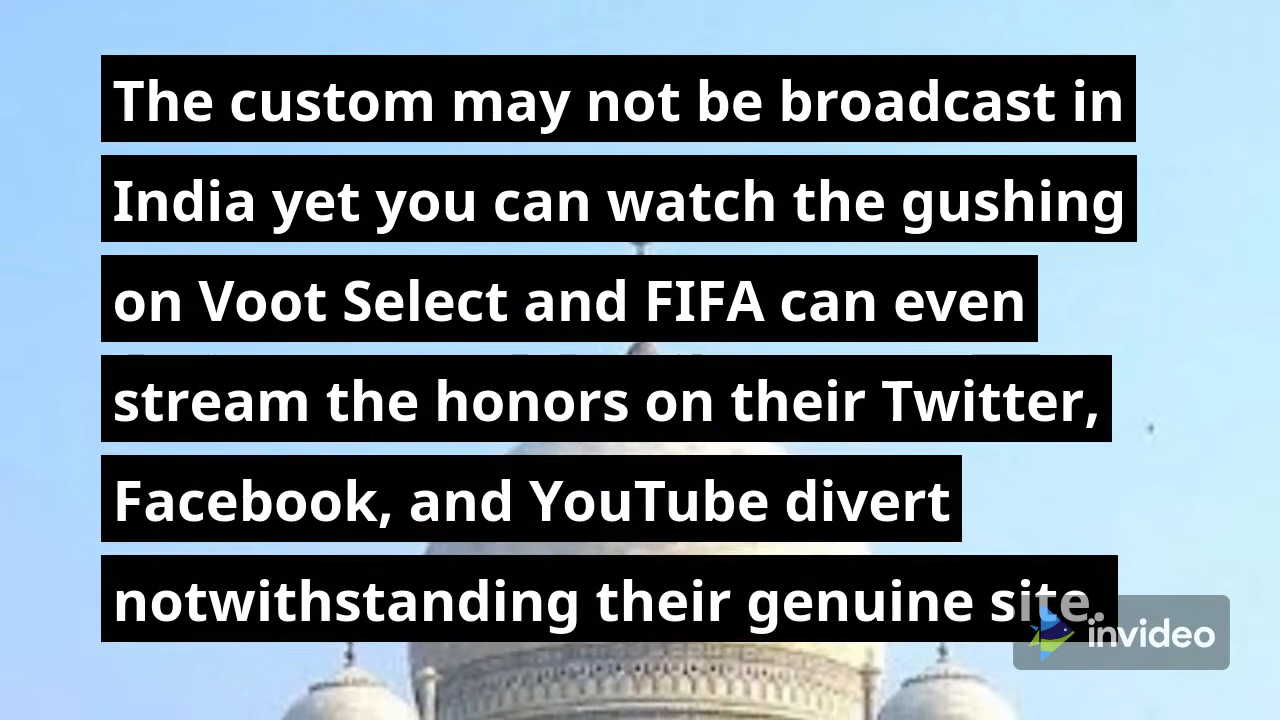 The custom may not be broadcast in
India yet you can watch the gushing
on Voot Select and FIFA can even
stream the honors on their Twitter,
Facebook, and YouTube divert
notwithstanding their genuine site.
invideo